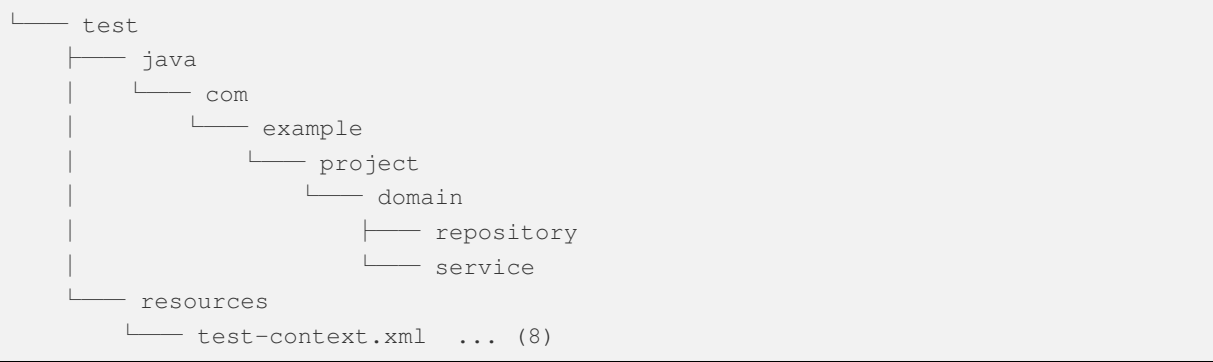 └── test
    ├── java
    │   └── com
    │       └── example
    │           └── project
    │               └── domain
    │                   ├── repository
    │                   └── service
    └── resources
        └── test-context.xml ... (8)